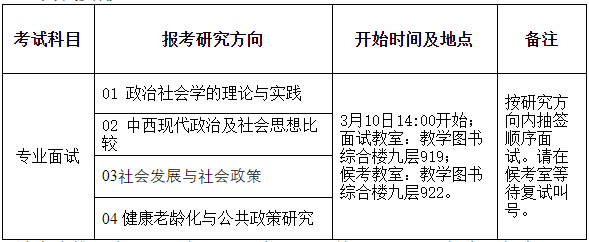 考试科目 报考研究方向 开始时间及地点 备注
专业面试
01 政治社会学的理论与实践
02 中西现代政治及社会思想比
较
03社会发展与社会政策
04 健康老龄化与公共政策研究
3月10日14:00开始；
面试教室：教学图书
综合楼九层919；
候考教室：教学图书
综合楼九层922。
按研究方
向内抽签
顺序面
试。请在
候考室等
待复试叫
号。